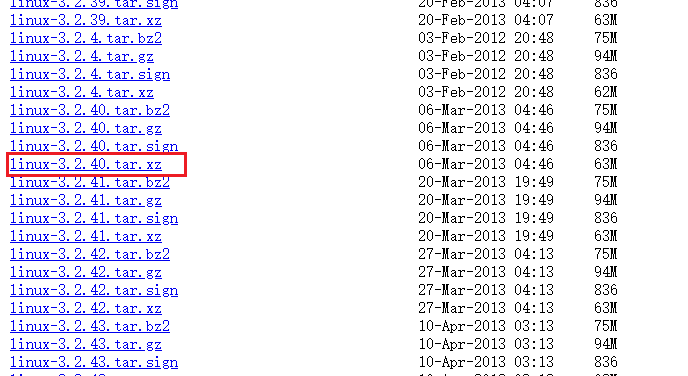 linux-3.2.39.tar.sign 20-Feb-2013 04:07 836
linux-3.2.39.tar.xz 20-Feb-2013 04:07 63M
linux-3.2.4.tar.bz2 03-Feb-2012 20:48 75M
linux-3.2.4.tar.gz 03-Feb-2012 20:48 94M
linux-3.2.4.tar.sign 03-Feb-2012 20:48 836
linux-3.2.4.tar.xz 03-Feb-2012 20:48 62M
linux-3.2.40.tar.bz2 06-Mar-2013 04:46 75M
linux-3.2.40.tar.gz 06-Mar-2013 04:46 94M
linux-3.2.40.tar.sign 06-Mar-2013 04:46 836
linux-3.2.40.tar.xz 06-Mar-2013 04:46 63M
linux-3.2.41.tar.bz2 20-Mar-2013 19:49 75M
linux-3.2.41.tar.gz 20-Mar-2013 19:49 94M
linux-3.2.41.tar.sign 20-Mar-2013 19:49 836
linux-3.2.41.tar.xz 20-Mar-2013 19:49 63M
linux-3.2.42.tar.bz2 27-Mar-2013 04:13 75M
linux-3.2.42.tar.gz 27-Mar-2013 04:13 94M
linux-3.2.42.tar.sign 27-Mar-2013 04:13 836
linux-3.2.42.tar.xz 27-Mar-2013 04:13 63M
linux-3.2.43.tar.bz2 10-Apr-2013 03:13 75M
linux-3.2.43.tar.gz 10-Apr-2013 03:13 94M
linux-3.2.43.tar.sign 10-Apr-2013 03:13 836